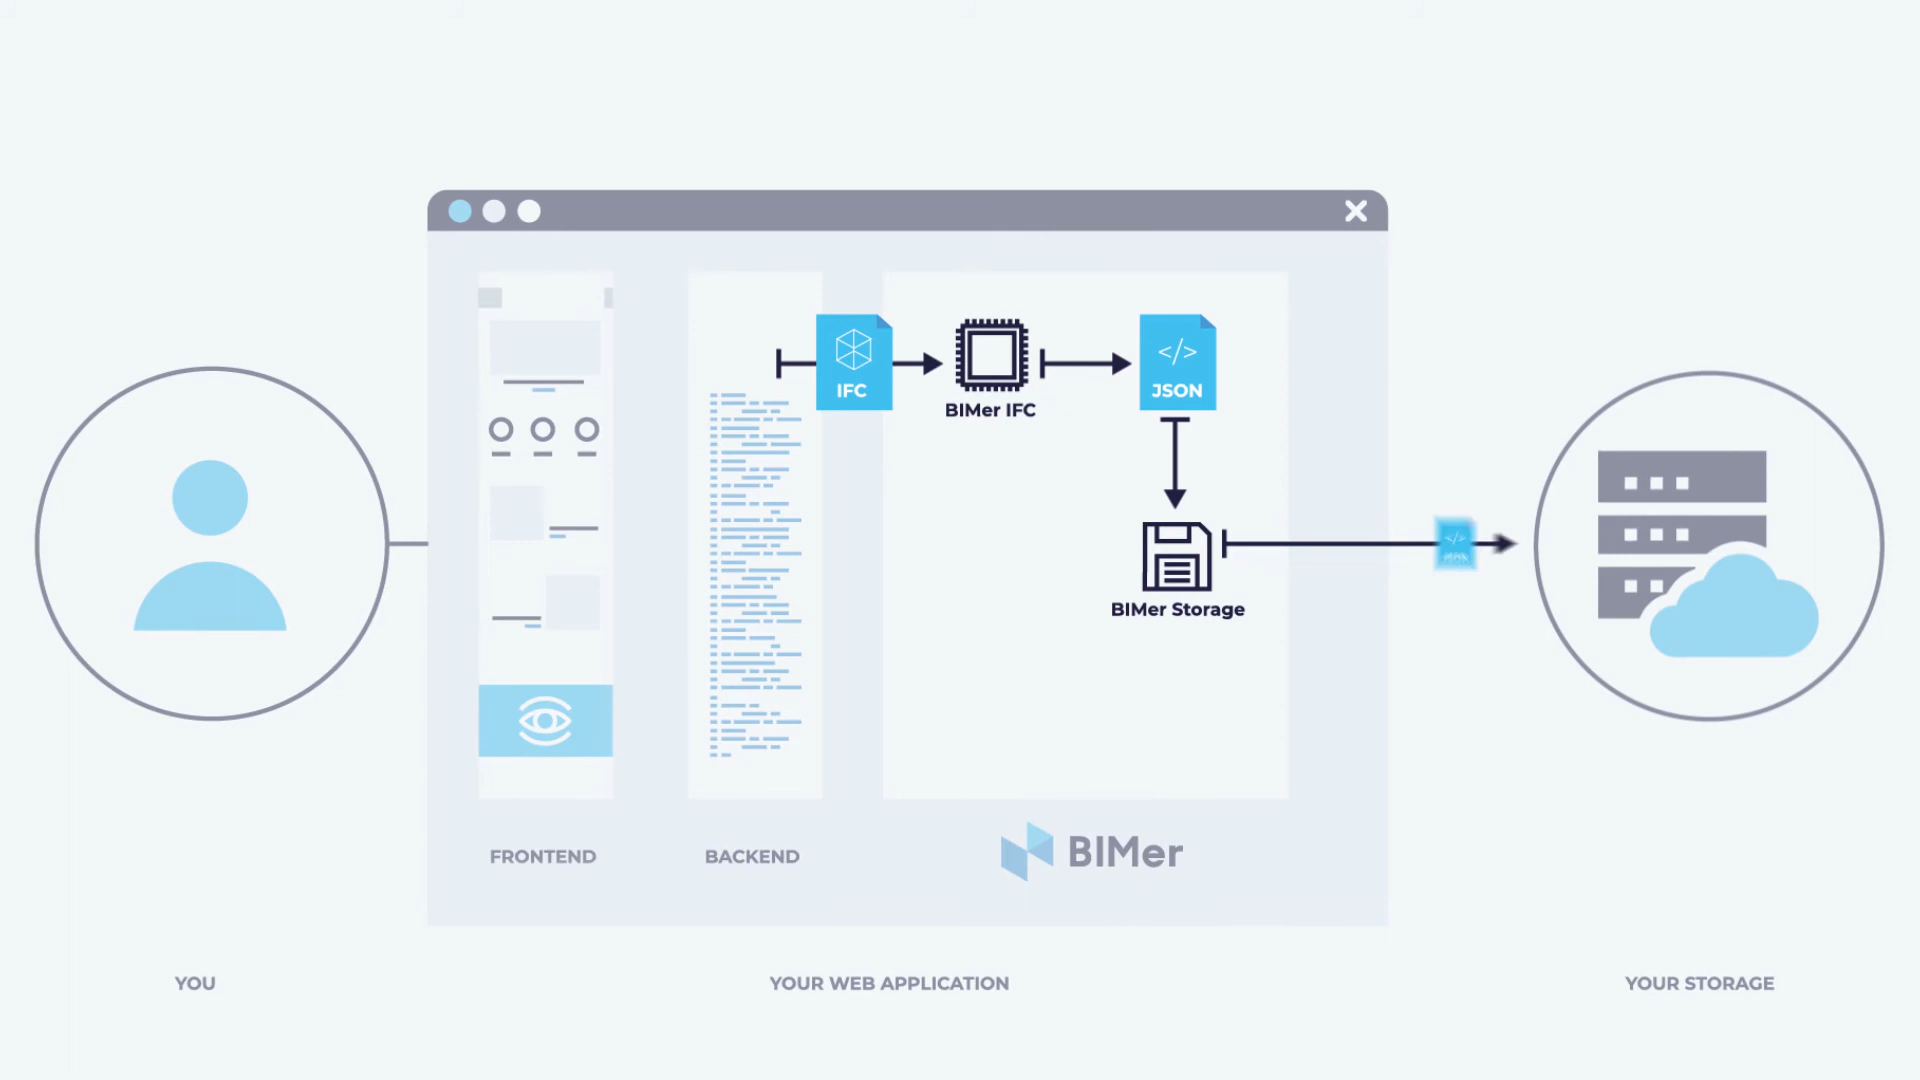 IFC
BIMer IFC
</>
JSON
BIMer Storage
</>
FRONTEND
BACKEND
BIMer
YOU
YOUR WEB APPLICATION
YOUR STORAGE